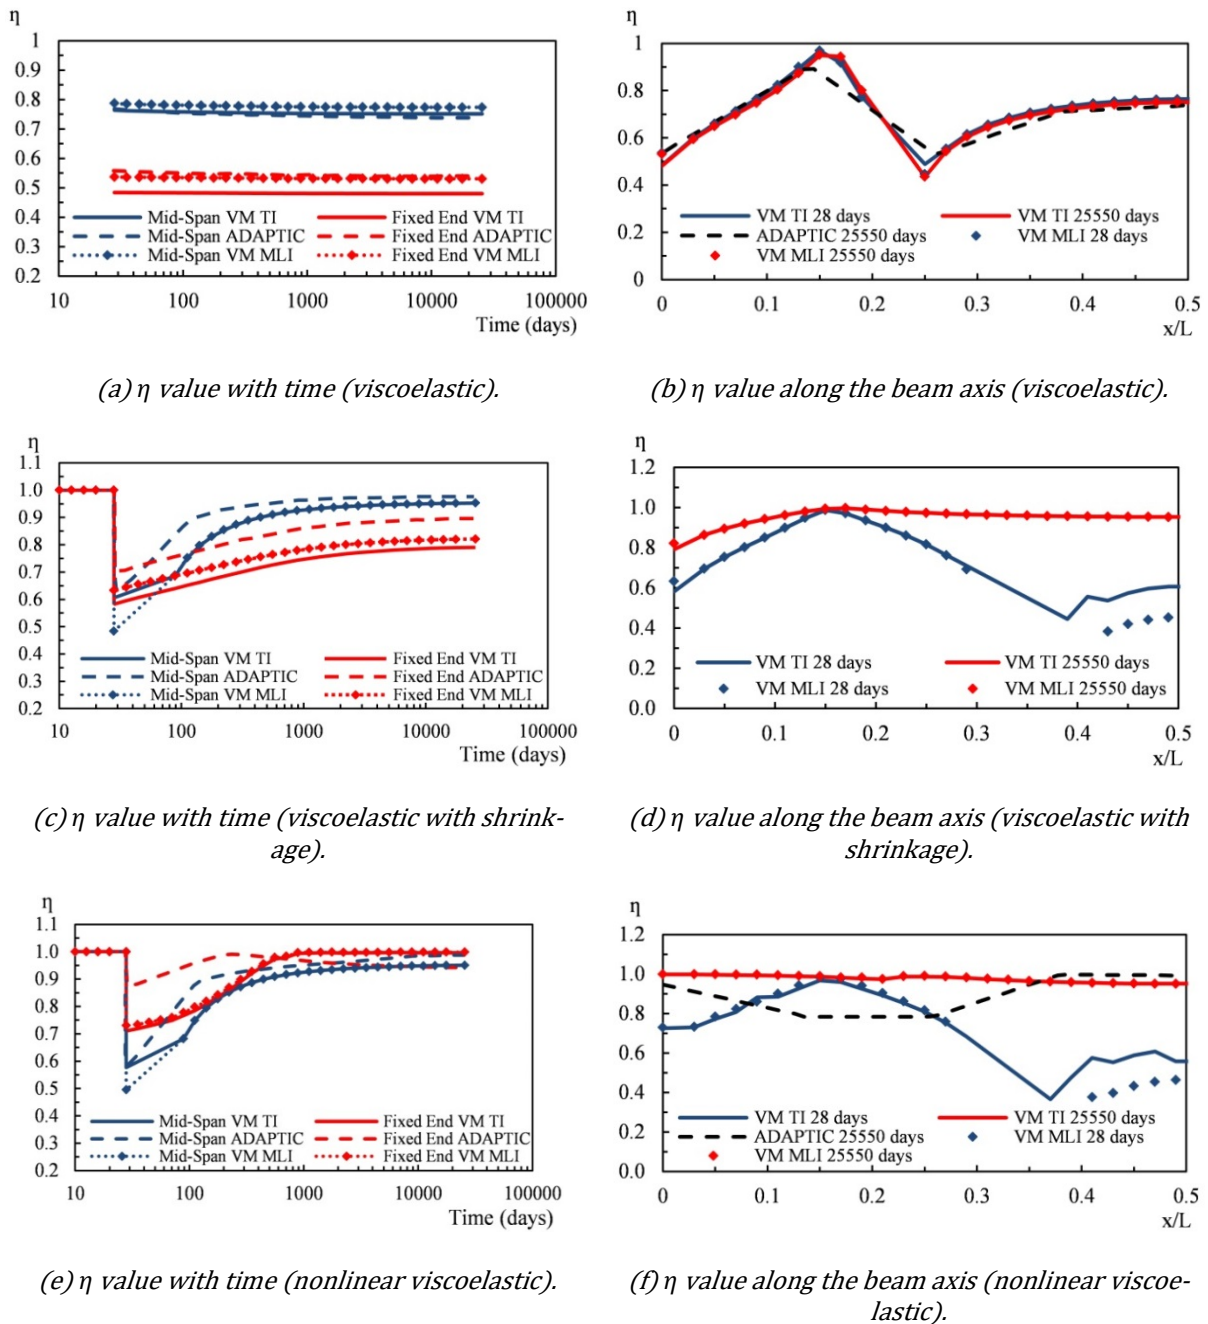 η
1
0.9
0.8
0.7
0.6
0.5
0.4
0.3
0.2
Mid-Span VM TI
Fixed End VM TI
Mid-Span ADAPTIC
Fixed End ADAPTIC
Mid-Span VM MLI
Fixed End VM MLI
10 100 1000 10000 100000
Time (days)
(a) η value with time (viscoelastic).
η
1
0.8
0.6
0.4
0.2
0
VM TI 28 days
VM TI 25550 days
ADAPTIC 25550 days
VM MLI 28 days
VM MLI 25550 days
0 0.1 0.2 0.3 0.4 0.5
x/L
(b) η value along the beam axis (viscoelastic).
η
1.1
1.0
0.9
0.8
0.7
0.6
0.5
0.4
0.3
0.2
Mid-Span VM TI
Fixed End VM TI
Mid-Span ADAPTIC
Fixed End ADAPTIC
Mid-Span VM MLI
Fixed End VM MLI
10 100 1000 10000 100000
Time (days)
(c) η value with time (viscoelastic with shrink-
age).
η
1.2
1.0
0.8
0.6
0.4
0.2
0.0
VM TI 28 days
VM TI 25550 days
VM MLI 28 days
VM MLI 25550 days
0 0.1 0.2 0.3 0.4 0.5
x/L
(d) η value along the beam axis (viscoelastic with
shrinkage).
η
1.1
1.0
0.9
0.8
0.7
0.6
0.5
0.4
0.3
0.2
Mid-Span VM TI
Fixed End VM TI
Mid-Span ADAPTIC
Fixed End ADAPTIC
Mid-Span VM MLI
Fixed End VM MLI
10 100 1000 10000 100000
Time (days)
(e) η value with time (nonlinear viscoelastic).
η
1.2
1.0
0.8
0.6
0.4
0.2
0.0
VM TI 28 days
VM TI 25550 days
ADAPTIC 25550 days
VM MLI 28 days
VM MLI 25550 days
0 0.1 0.2 0.3 0.4 0.5
x/L
(f) η value along the beam axis (nonlinear viscoe-
lastic).